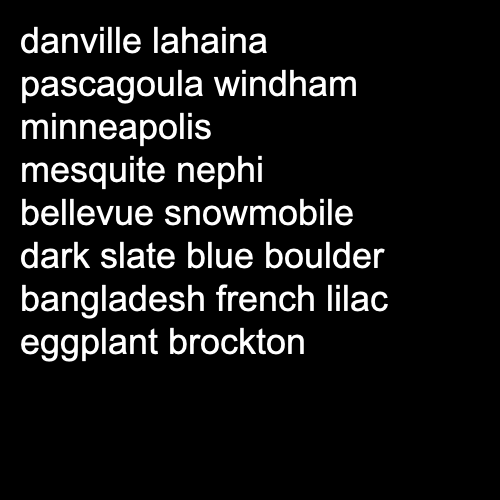 danville lahaina
pascagoula windham
minneapolis
mesquite nephi
bellevue snowmobile
dark slate blue boulder
bangladesh french lilac
eggplant brockton